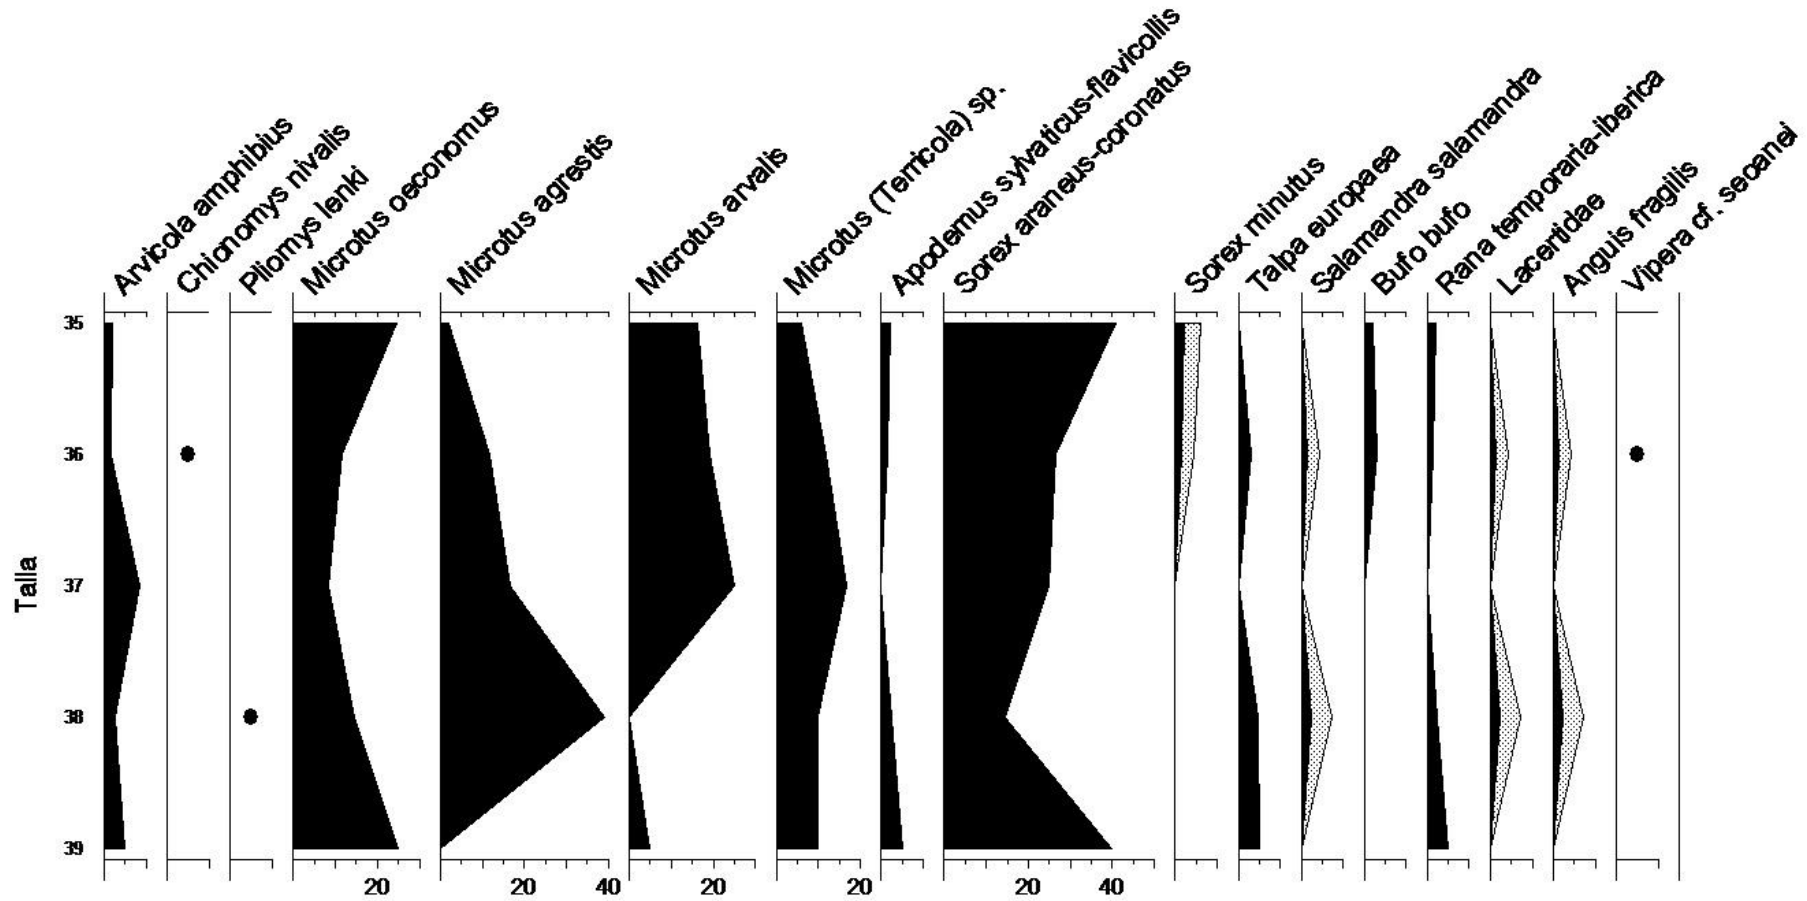 Arvicola amphibius
Chionomys nivalis
Pliomys lenki
Microtus oeconomus
Microtus agrestis
Microtus arvalis
Microtus (Terricola) sp.
Apodemus sylvaticus-flavicollis
Sorex araneus-coronatus
Sorex minutus
Talpa europaea
Salamandra salamandra
Bufo bufo
Rana temporaria-iberica
Lacertidae
Anguis fragilis
Vipera cf. seoanei
Talla
35
36
37
38
39
20 20 40 20 20 20 40